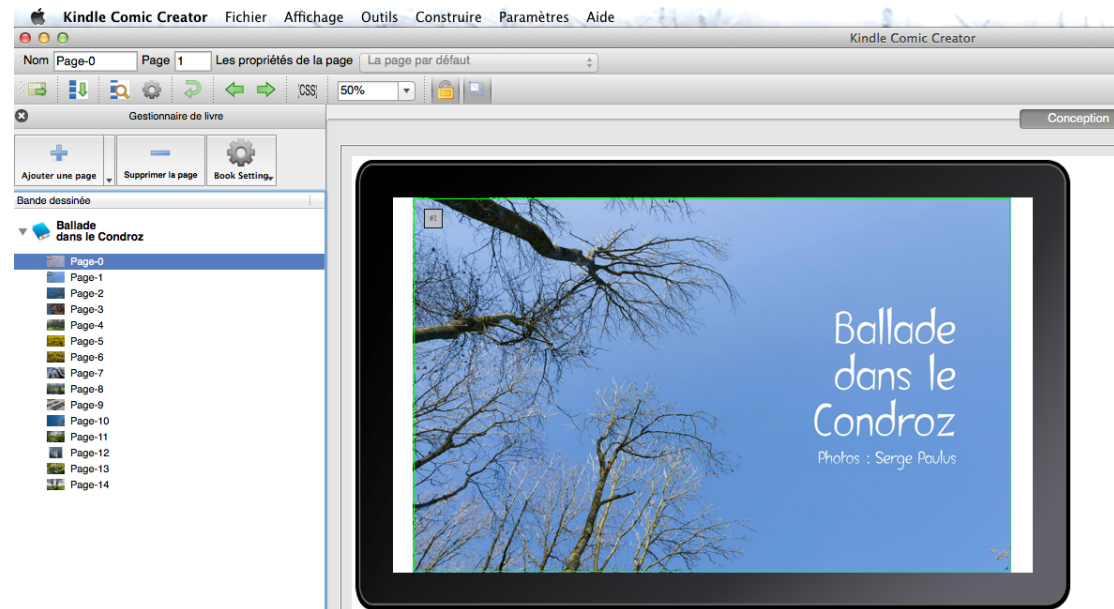 Kindle Comic Creator Fichier Affichage Outils Construire Paramètres Aide
Kindle Comic Creator
Nom Page-0 Page 1 Les propriétés de la page La page par défaut
CSS 50%
Gestionnaire de livre
Conception
Ajouter une page Supprimer la page Book Setting
Bande dessinée
Ballade
dans le Condroz
Page-0
Page-1
Page-2
Page-3
Page-4
Page-5
Page-6
Page-7
Page-8
Page-9
Page-10
Page-11
Page-12
Page-13
Page-14
#1
Ballade
dans le
Condroz
Photos : Serge Paulus